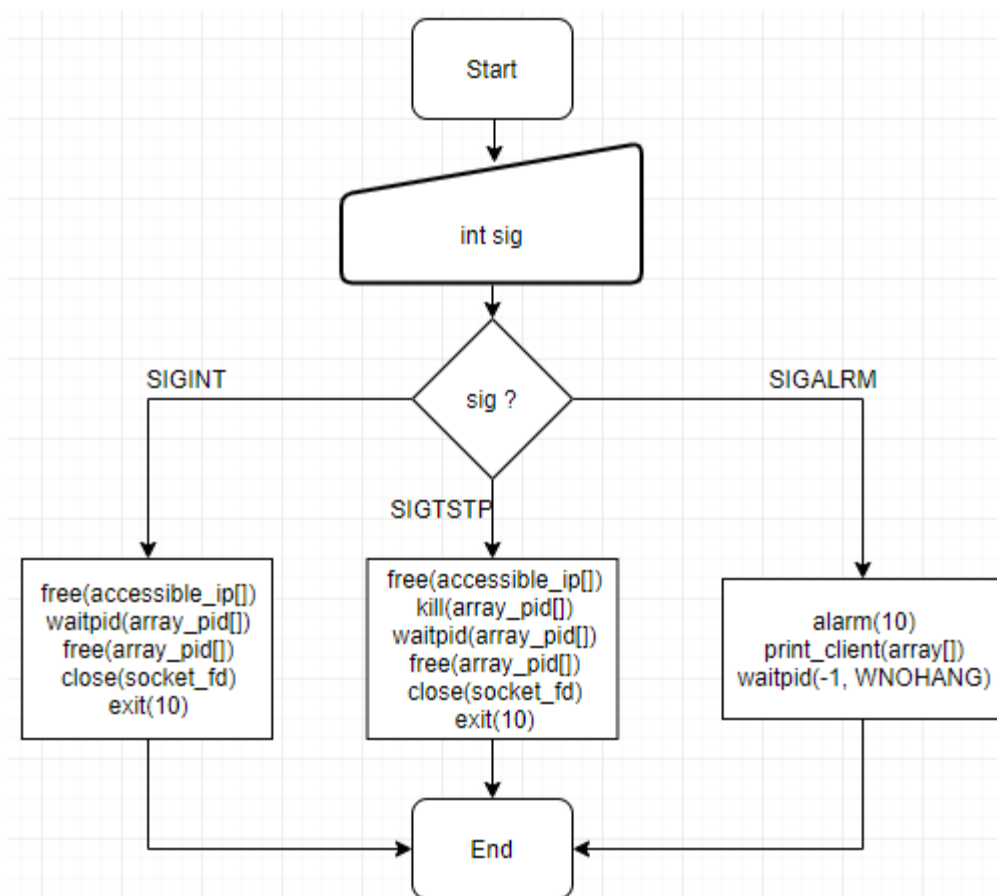 Start
int sig
SIGINT
SIGALRM
sig ?
SIGTSTP
free(accessible_ip[])
waitpid(array_pid[])
free(array_pid[])
close(socket_fd)
exit(10)
free(accessible_ip[])
kill(array_pid[])
waitpid(array_pid[])
free(array_pid[])
close(socket_fd)
exit(10)
alarm(10)
print_client(array[])
waitpid(-1, WNOHANG)
End